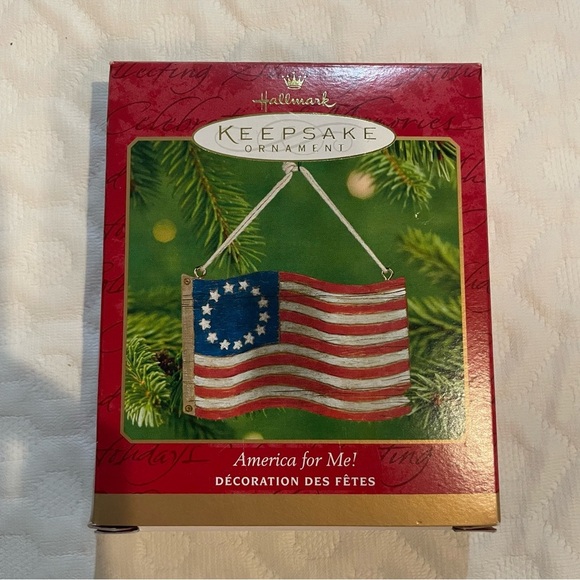 Hallmark
KEEPSAKE
ORNAMENT
America for Me!
DÉCORATION DES FÊTES